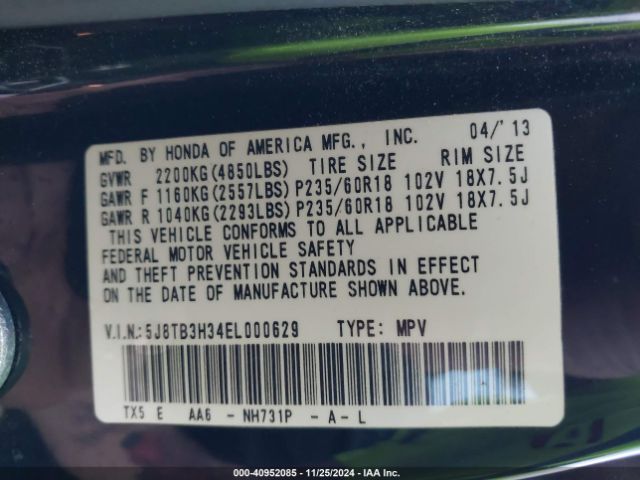 MFD. BY HONDA OF AMERICA MFG., INC. 04/'13
GVWR 2200KG(4850LBS) TIRE SIZE RIM SIZE
GAWR F 1160KG(2557LBS) P235/60R18 102V 18X7.5J
GAWR R 1040KG(2293LBS) P235/60R18 102V 18X7.5J
THIS VEHICLE CONFORMS TO ALL APPLICABLE
FEDERAL MOTOR VEHICLE SAFETY
AND THEFT PREVENTION STANDARDS IN EFFECT
ON THE DATE OF MANUFACTURE SHOWN ABOVE.
V.I.N.:5J8TB3H34EL000629 TYPE: MPV
TX5 E AA6 - NH731P - A - L
000-40952085 - 11/25/2024 - IAA Inc.